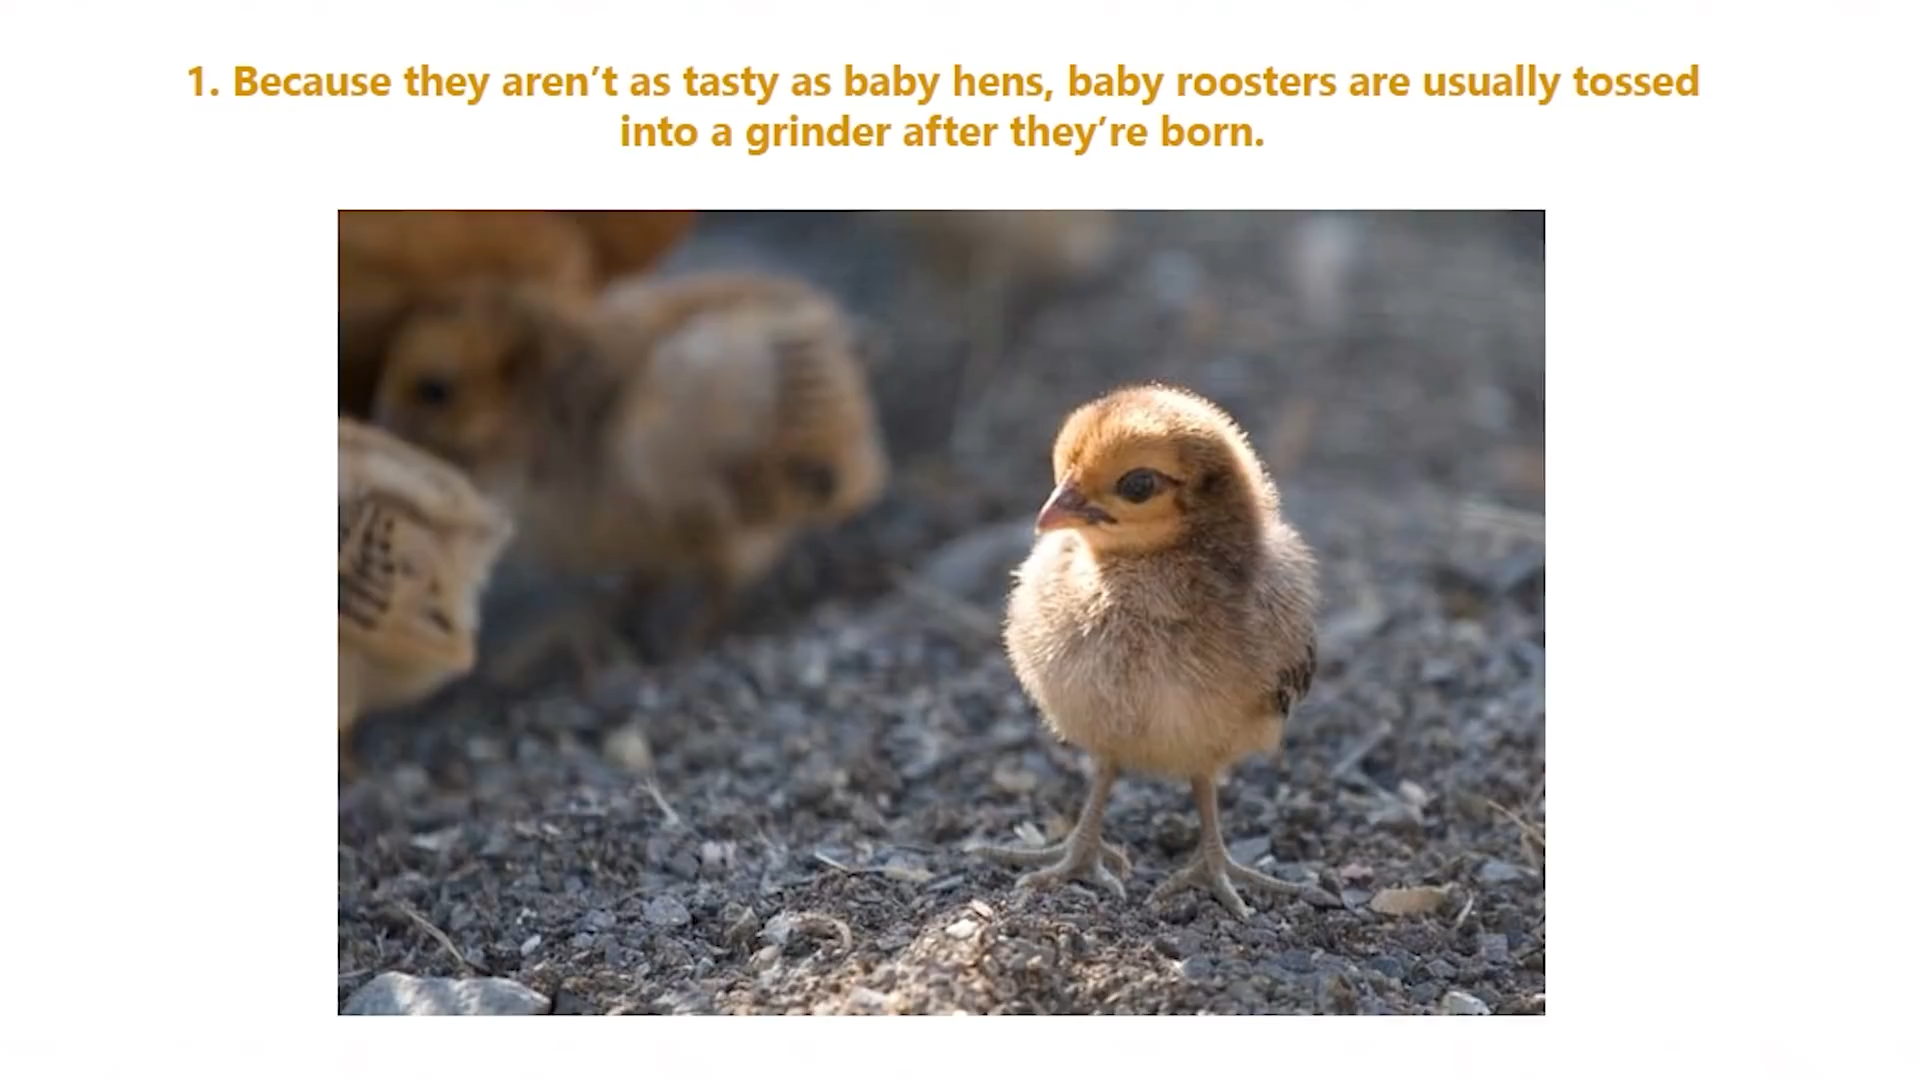 1. Because they aren’t as tasty as baby hens, baby roosters are usually tossed
into a grinder after they’re born.